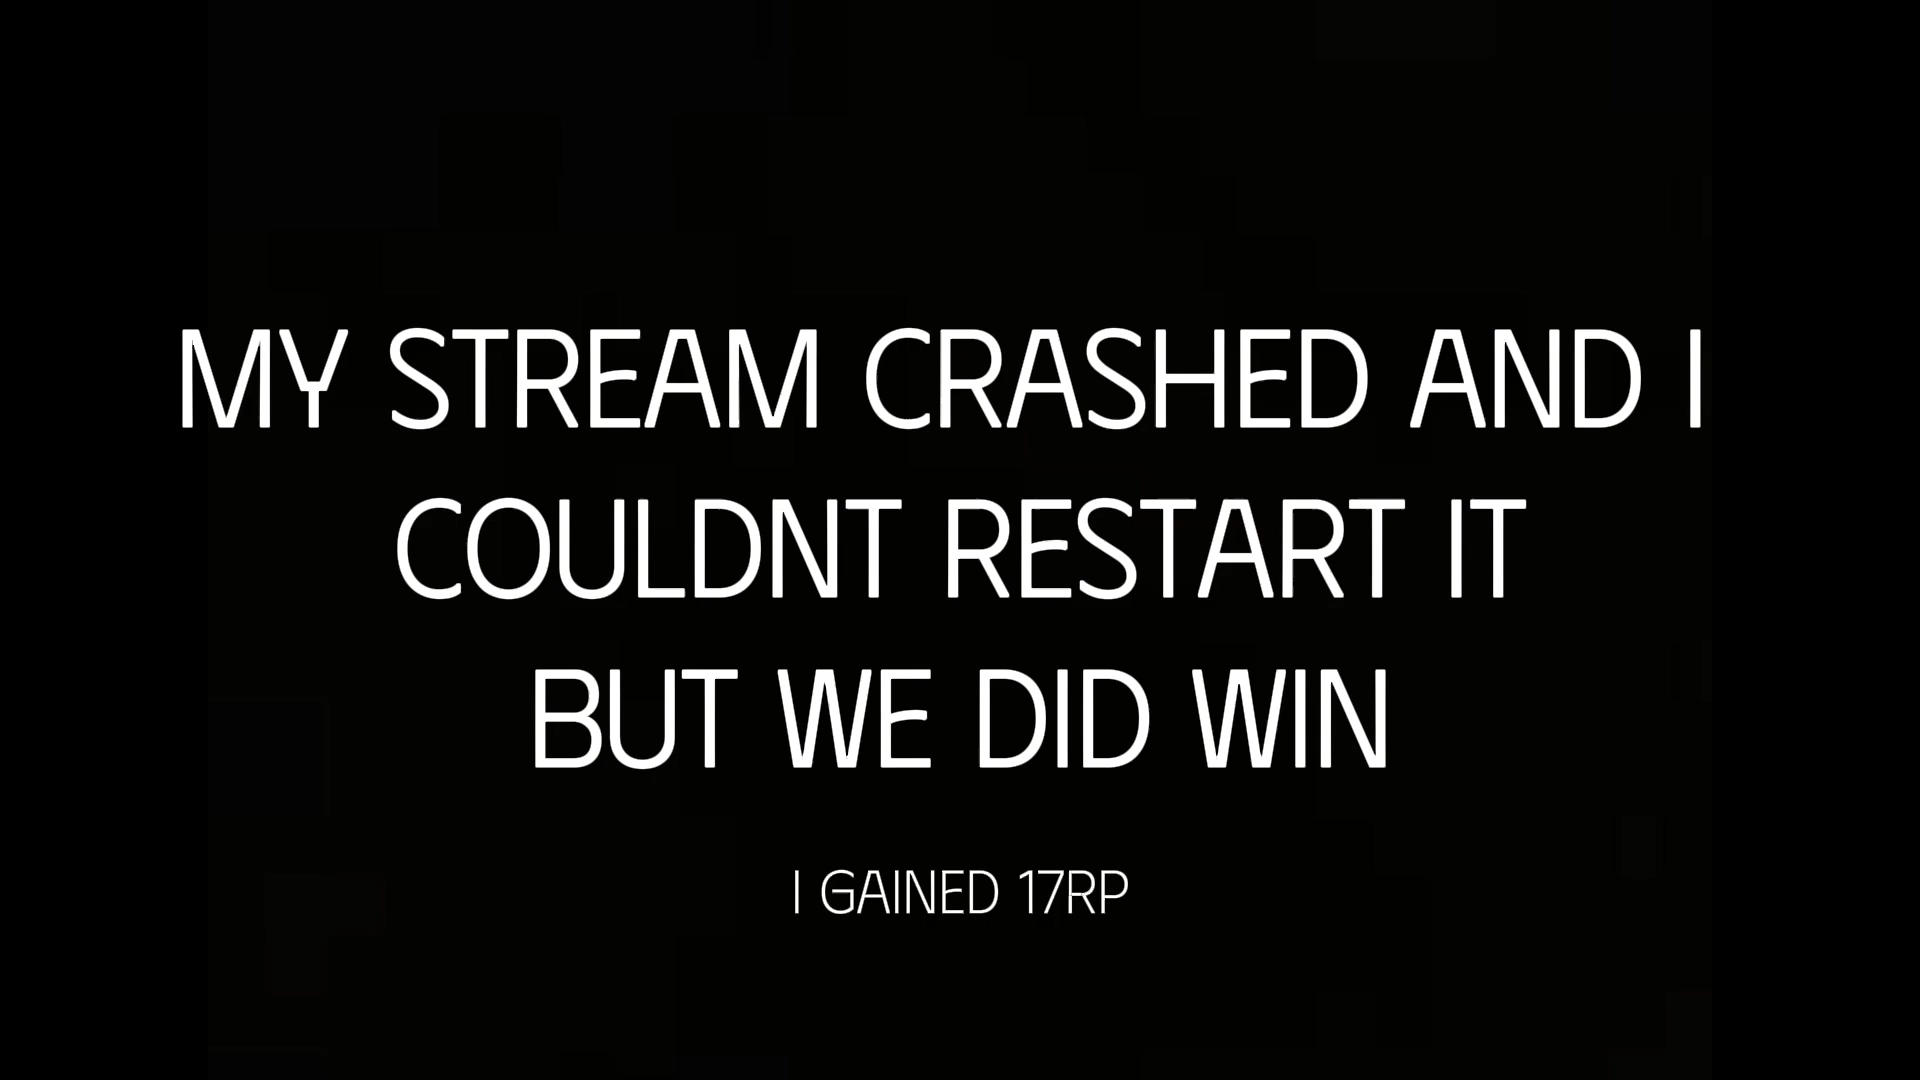 MY STREAM CRASHED AND I
COULDNT RESTART IT
BUT WE DID WIN
I GAINED 17RP